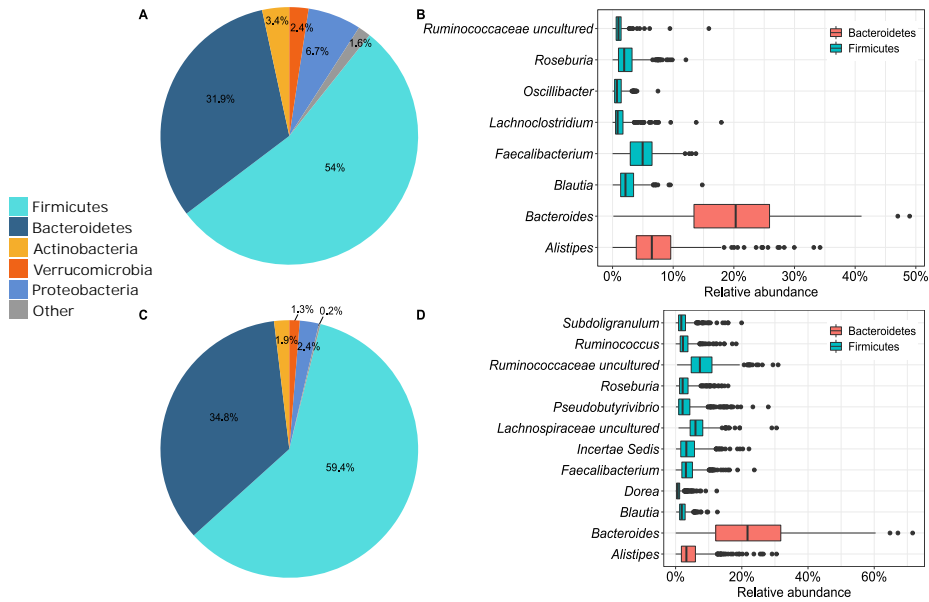 A
3.4%
2.4%
6.7%
1.6%
31.9%
54%
Firmicutes
Bacteroidetes
Actinobacteria
Verrucomicrobia
Proteobacteria
Other
B
Ruminococcaceae uncultured
Roseburia
Oscillibacter
Lachnoclostridium
Faecalibacterium
Blautia
Bacteroides
Alistipes
Bacteroidetes
Firmicutes
0% 10% 20% 30% 40% 50%
Relative abundance
C
1.3%
0.2%
1.9%
2.4%
34.8%
59.4%
D
Subdoligranulum
Ruminococcus
Ruminococcaceae uncultured
Roseburia
Pseudobutyrivibrio
Lachnospiraceae uncultured
Incertae Sedis
Faecalibacterium
Dorea
Blautia
Bacteroides
Alistipes
Bacteroidetes
Firmicutes
0% 20% 40% 60%
Relative abundance